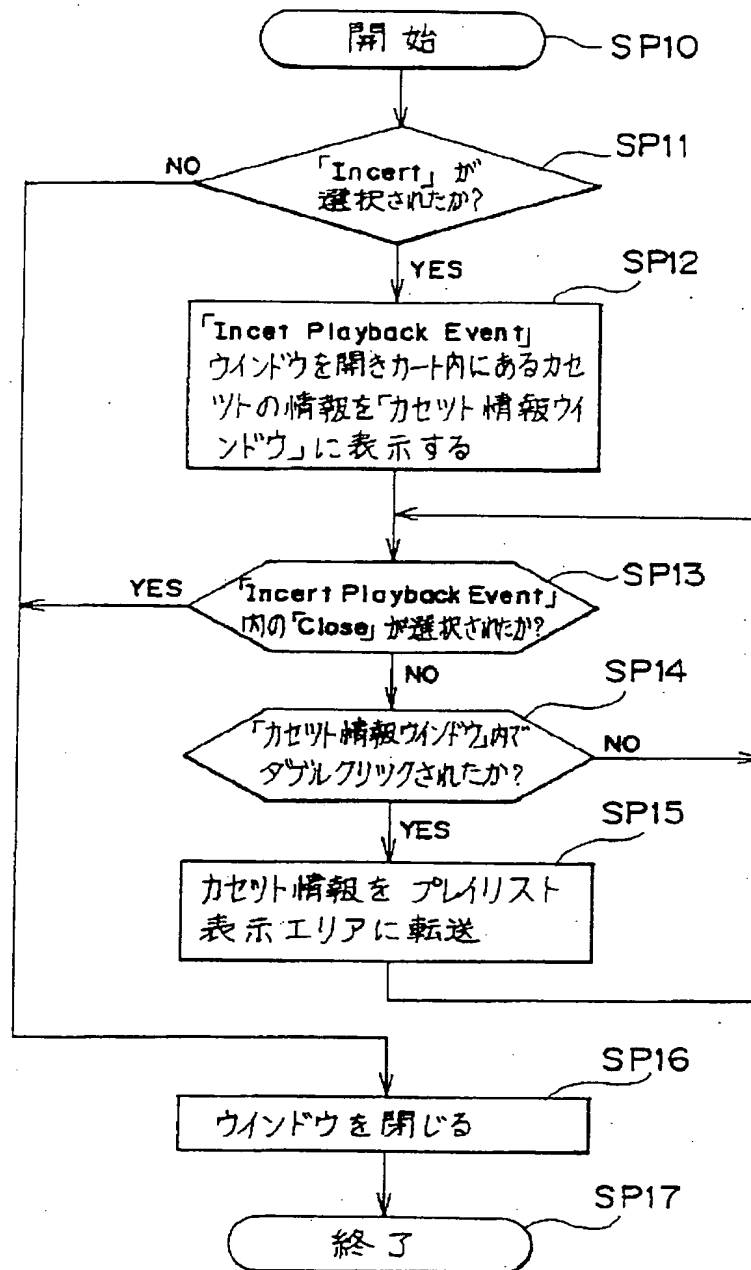 開始
SP10
SP11
NO
「Incert」が
選択されたか?
YES
SP12
「Incet Playback Event」
ウインドウを開きカート内にあるカセ
ットの情報を「カセット情報ウイ
ンドウ」に表示する
SP13
YES
「Incert Playback Event」
内の「Close」が選択されたか?
NO
SP14
「カセット情報ウインドウ」内で
ダブルクリックされたか?
NO
YES
SP15
カセット情報を プレイリスト
表示エリアに転送
SP16
ウインドウを閉じる
SP17
終了